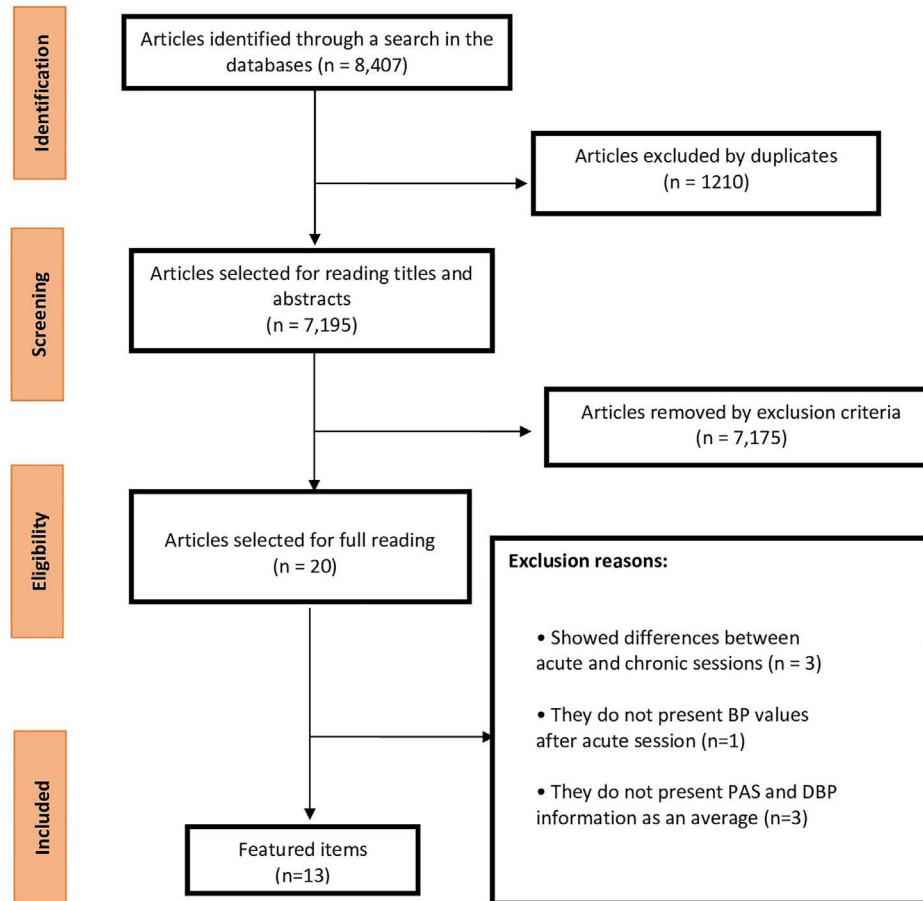 Identification
Articles identified through a search in the
databases (n = 8,407)
Articles excluded by duplicates
(n = 1210)
Screening
Articles selected for reading titles and
abstracts
(n = 7,195)
Articles removed by exclusion criteria
(n = 7,175)
Eligibility
Articles selected for full reading
(n = 20)
Exclusion reasons:
• Showed differences between
acute and chronic sessions (n = 3)
• They do not present BP values
after acute session (n=1)
• They do not present PAS and DBP
information as an average (n=3)
Included
Featured items
(n=13)